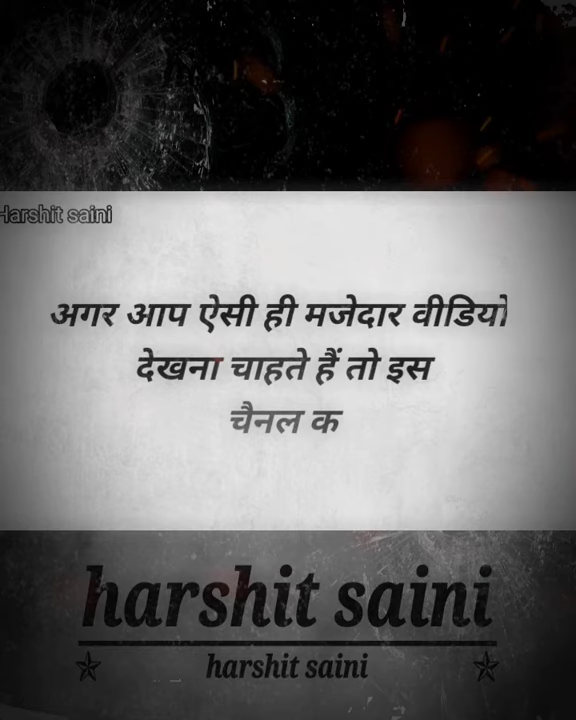 Harshit saini
अगर आप ऐसी ही मजेदार वीडियो
देखना चाहते हैं तो इस
चैनल क
harshit saini
harshit saini